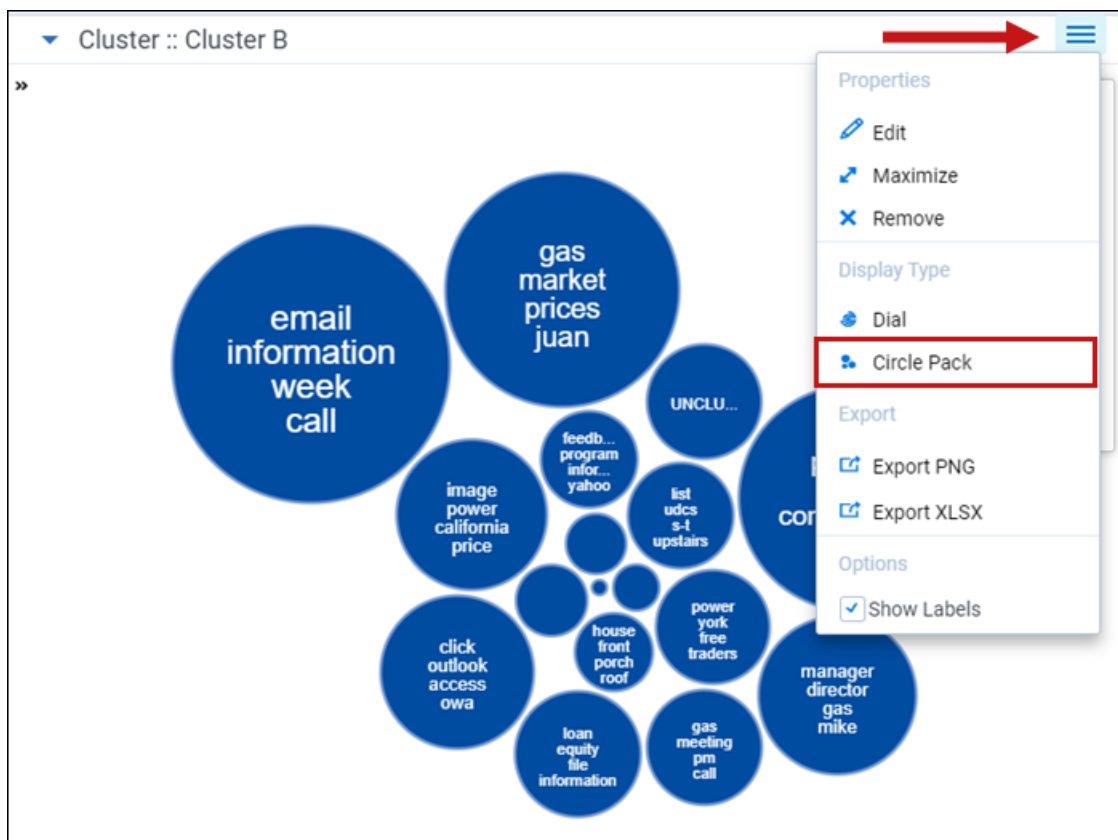 Cluster :: Cluster B
»
Properties
Edit
Maximize
Remove
Display Type
Dial
Circle Pack
Export
Export PNG
Export XLSX
Options
Show Labels
gas
market
prices
juan
email
information
week
call
UNCLU...
feedb...
program
infor...
yahoo
list
udcs
s-t
upstairs
image
power
california
price
power
york
free
traders
house
front
porch
roof
click
outlook
access
owa
manager
director
gas
mike
loan
equity
file
information
gas
meeting
pm
call